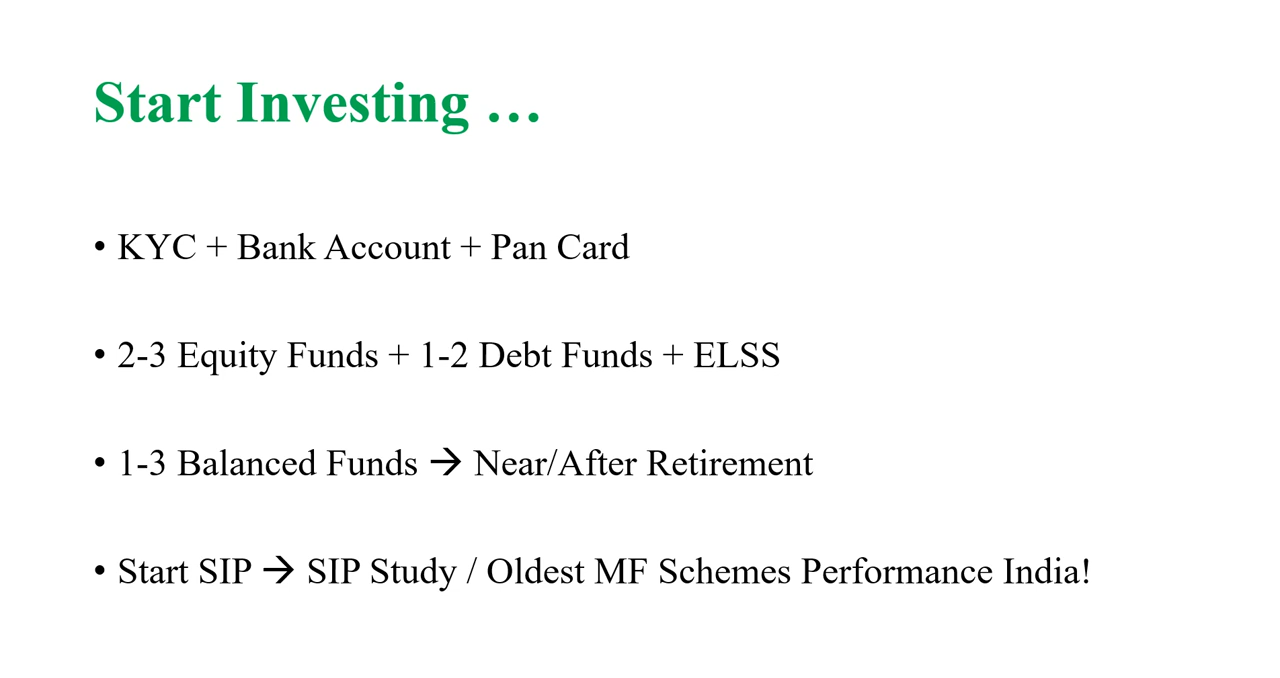 Start Investing …
• KYC + Bank Account + Pan Card
• 2-3 Equity Funds + 1-2 Debt Funds + ELSS
• 1-3 Balanced Funds → Near/After Retirement
• Start SIP → SIP Study / Oldest MF Schemes Performance India!